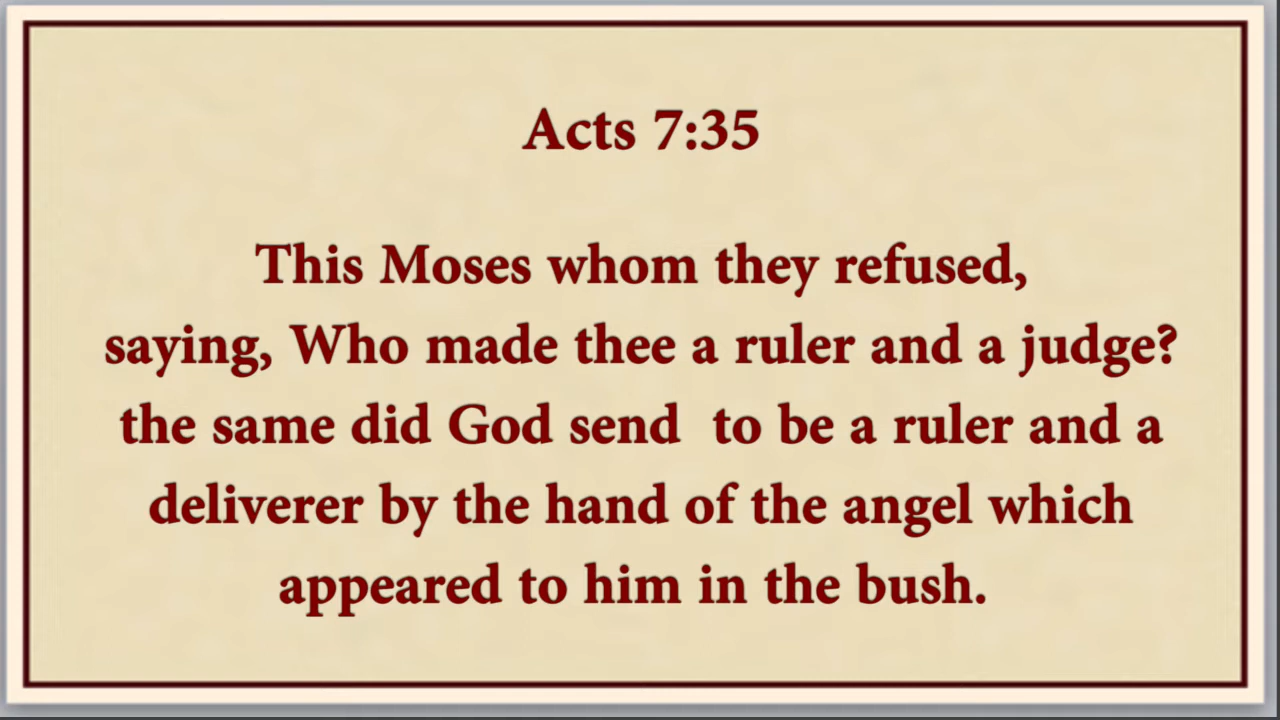 Acts 7:35
This Moses whom they refused,
saying, Who made thee a ruler and a judge?
the same did God send  to be a ruler and a
deliverer by the hand of the angel which
appeared to him in the bush.